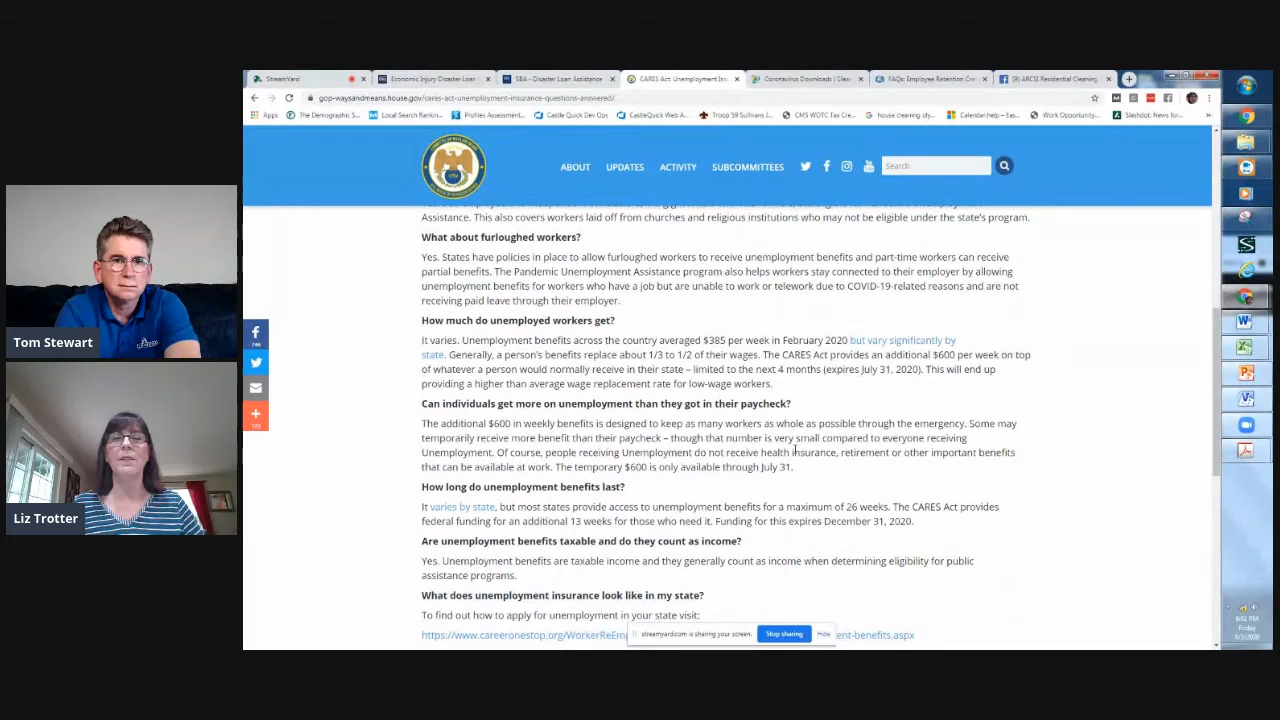 StreamYard
Economic Injury Disaster Loan
SBA - Disaster Loan Assistance
CARES Act: Unemployment Ins
Coronavirus Downloads | Clea
FAQs: Employee Retention Cre
(9) ARCSI Residential Cleaning
gop-waysandmeans.house.gov/cares-act-unemployment-insurance-questions-answered/
Apps
The Demographic S...
Local Search Rankin...
Profiles Assessment...
Castle Quick Dev Ops
CastleQuick Web A...
Troop 59 Sullivans I...
CMS WOTC Tax Cre...
house cleaning oly...
Calendar.help – Eas...
Work Opportunity...
Slashdot: News for...
ABOUT
UPDATES
ACTIVITY
SUBCOMMITTEES
Search
Assistance. This also covers workers laid off from churches and religious institutions who may not be eligible under the state's program.
What about furloughed workers?
Yes. States have policies in place to allow furloughed workers to receive unemployment benefits and part-time workers can receive
partial benefits. The Pandemic Unemployment Assistance program also helps workers stay connected to their employer by allowing
unemployment benefits for workers who have a job but are unable to work or telework due to COVID-19-related reasons and are not
receiving paid leave through their employer.
How much do unemployed workers get?
It varies. Unemployment benefits across the country averaged $385 per week in February 2020 but vary significantly by
state. Generally, a person's benefits replace about 1/3 to 1/2 of their wages. The CARES Act provides an additional $600 per week on top
of whatever a person would normally receive in their state – limited to the next 4 months (expires July 31, 2020). This will end up
providing a higher than average wage replacement rate for low-wage workers.
Can individuals get more on unemployment than they got in their paycheck?
The additional $600 in weekly benefits is designed to keep as many workers as whole as possible through the emergency. Some may
temporarily receive more benefit than their paycheck – though that number is very small compared to everyone receiving
Unemployment. Of course, people receiving Unemployment do not receive health insurance, retirement or other important benefits
that can be available at work. The temporary $600 is only available through July 31.
How long do unemployment benefits last?
It varies by state, but most states provide access to unemployment benefits for a maximum of 26 weeks. The CARES Act provides
federal funding for an additional 13 weeks for those who need it. Funding for this expires December 31, 2020.
Are unemployment benefits taxable and do they count as income?
Yes. Unemployment benefits are taxable income and they generally count as income when determining eligibility for public
assistance programs.
What does unemployment insurance look like in my state?
To find out how to apply for unemployment in your state visit:
https://www.careeronestop.org/WorkerReEmp
ent-benefits.aspx
streamyard.com is sharing your screen.
Stop sharing
Hide
Tom Stewart
Liz Trotter
6:01 PM
Friday
4/3/2020